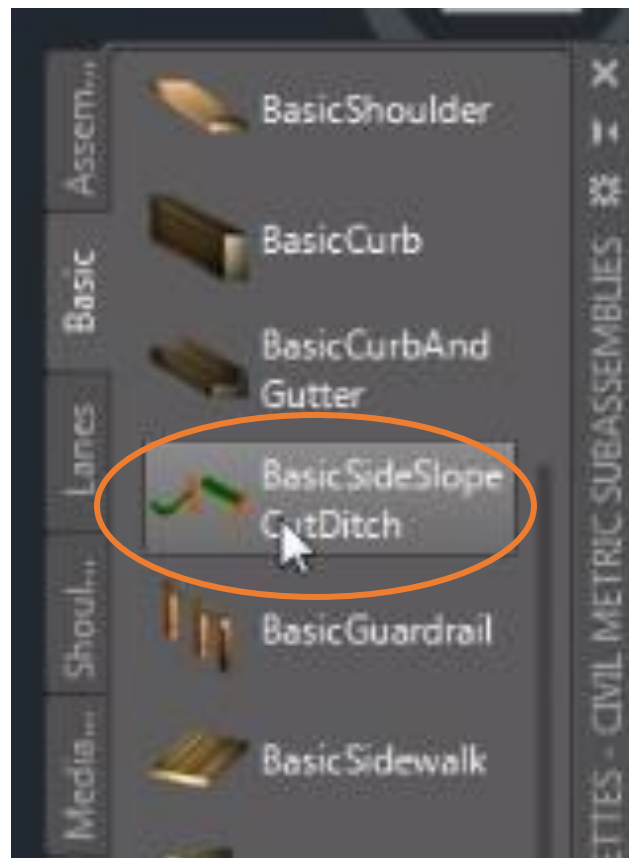 Assem...
Basic
Lanes
Shoul...
Media...
BasicShoulder
BasicCurb
BasicCurbAnd
Gutter
BasicSideSlope
CutDitch
BasicGuardrail
BasicSidewalk
ETTES - CIVIL METRIC SUBASSEMBLIES